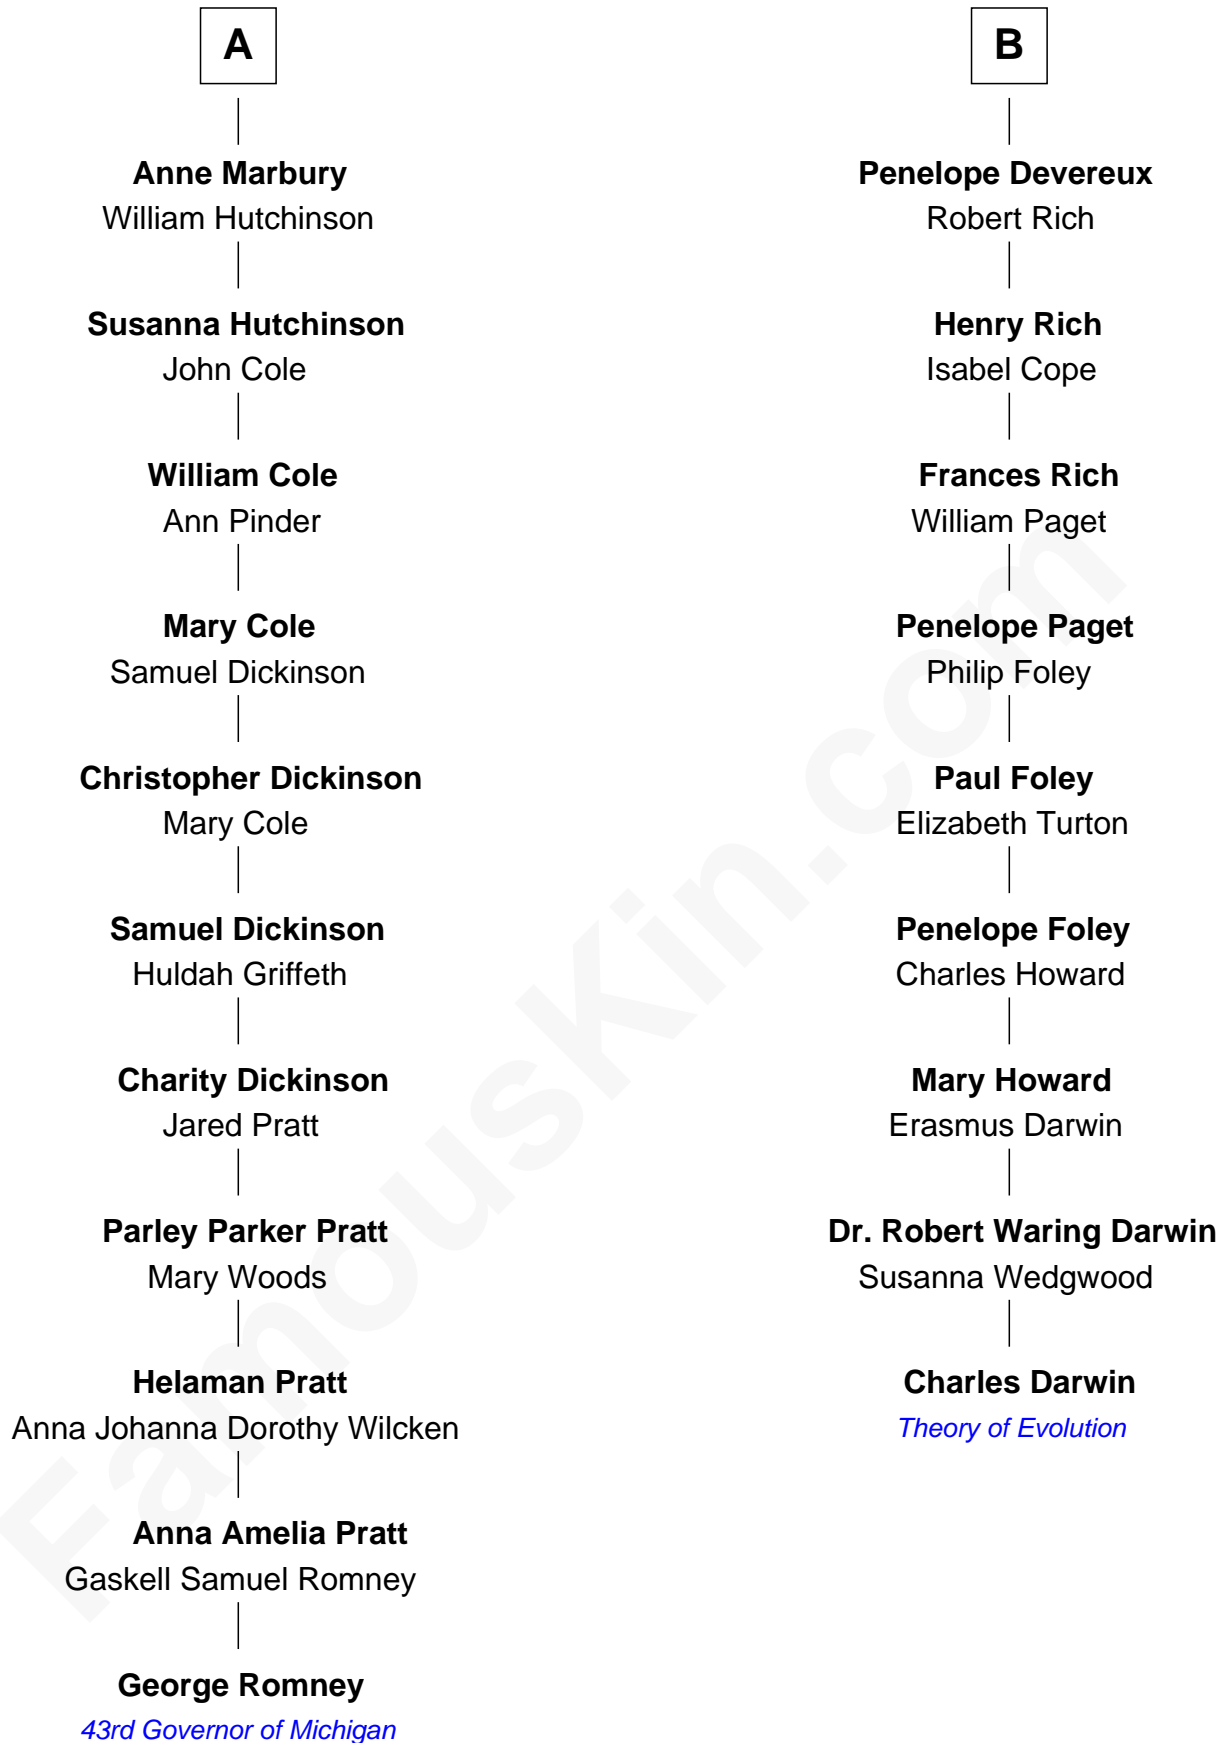 A
Anne Marbury
William Hutchinson
Susanna Hutchinson
John Cole
William Cole
Ann Pinder
Mary Cole
Samuel Dickinson
Christopher Dickinson
Mary Cole
Samuel Dickinson
Huldah Griffeth
Charity Dickinson
Jared Pratt
Parley Parker Pratt
Mary Woods
Helaman Pratt
Anna Johanna Dorothy Wilcken
Anna Amelia Pratt
Gaskell Samuel Romney
George Romney
43rd Governor of Michigan
B
Penelope Devereux
Robert Rich
Henry Rich
Isabel Cope
Frances Rich
William Paget
Penelope Paget
Philip Foley
Paul Foley
Elizabeth Turton
Penelope Foley
Charles Howard
Mary Howard
Erasmus Darwin
Dr. Robert Waring Darwin
Susanna Wedgwood
Charles Darwin
Theory of Evolution
FamousKin.com